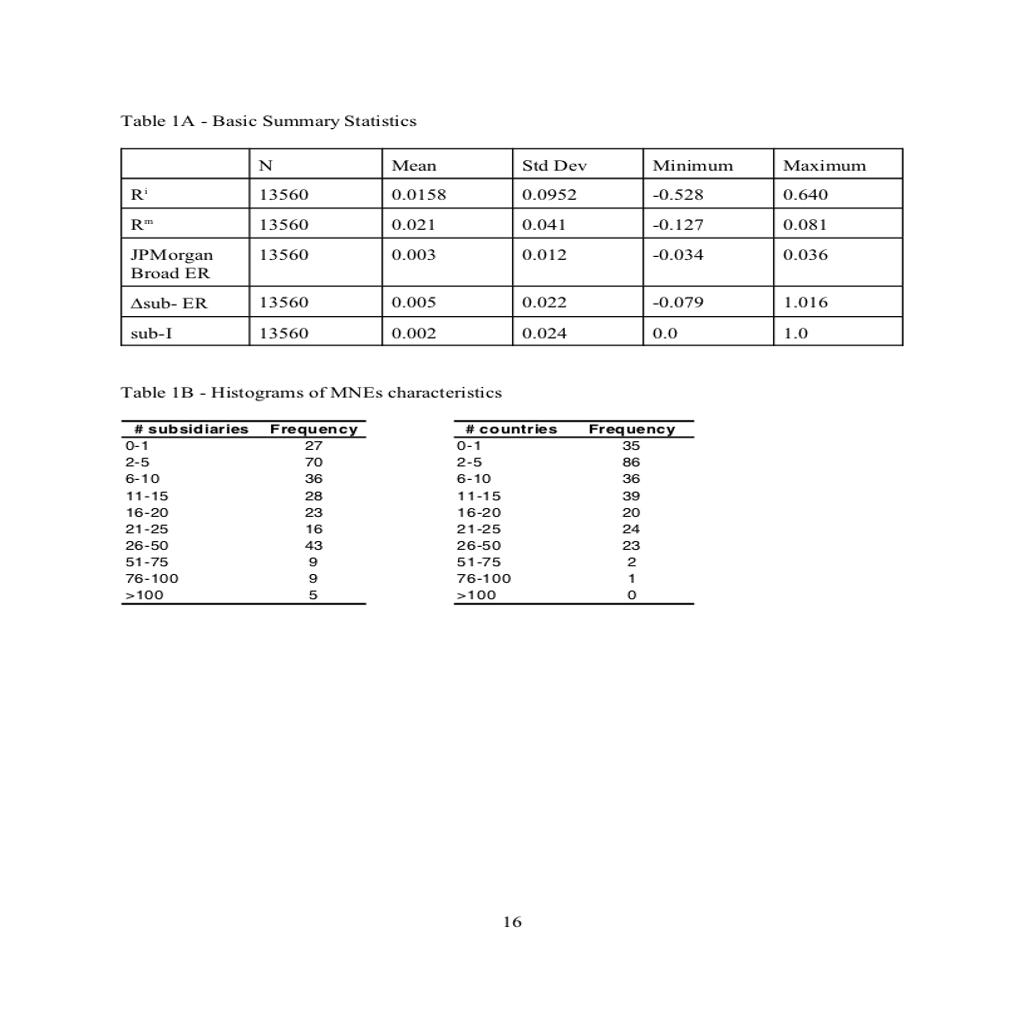 Table 1A - Basic Summary Statistics
N Mean Std Dev Minimum Maximum
Rⁱ 13560 0.0158 0.0952 -0.528 0.640
Rᵐ 13560 0.021 0.041 -0.127 0.081
JPMorgan Broad ER 13560 0.003 0.012 -0.034 0.036
Δsub- ER 13560 0.005 0.022 -0.079 1.016
sub-I 13560 0.002 0.024 0.0 1.0
Table 1B - Histograms of MNEs characteristics
# subsidiaries Frequency # countries Frequency
0-1 27 0-1 35
2-5 70 2-5 86
6-10 36 6-10 36
11-15 28 11-15 39
16-20 23 16-20 20
21-25 16 21-25 24
26-50 43 26-50 23
51-75 9 51-75 2
76-100 9 76-100 1
>100 5 >100 0
16